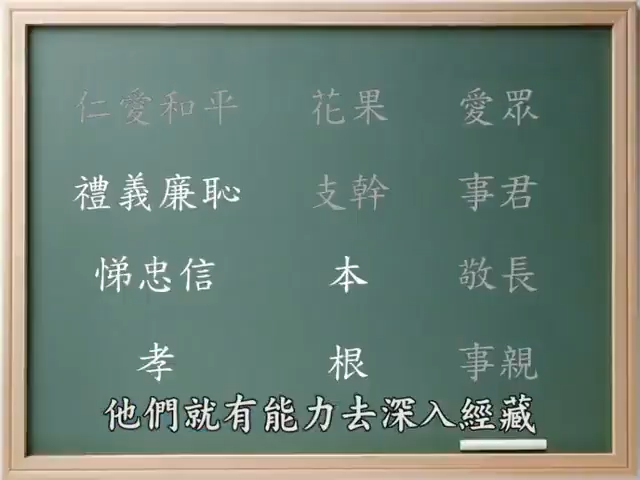 仁愛和平 花果 愛眾
禮義廉恥 支幹 事君
悌忠信 本 敬長
孝 根 事親
他們就有能力去深入經藏